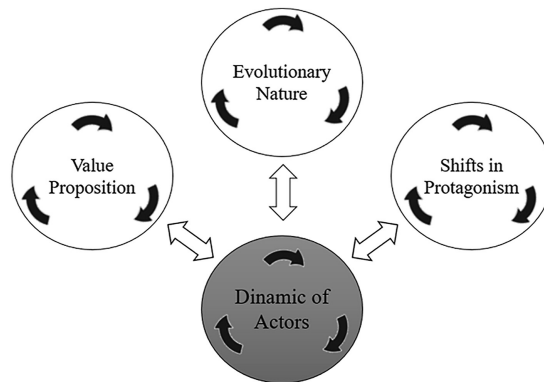 Evolutionary
Nature
Value
Proposition
Shifts in
Protagonism
Dinamic of
Actors